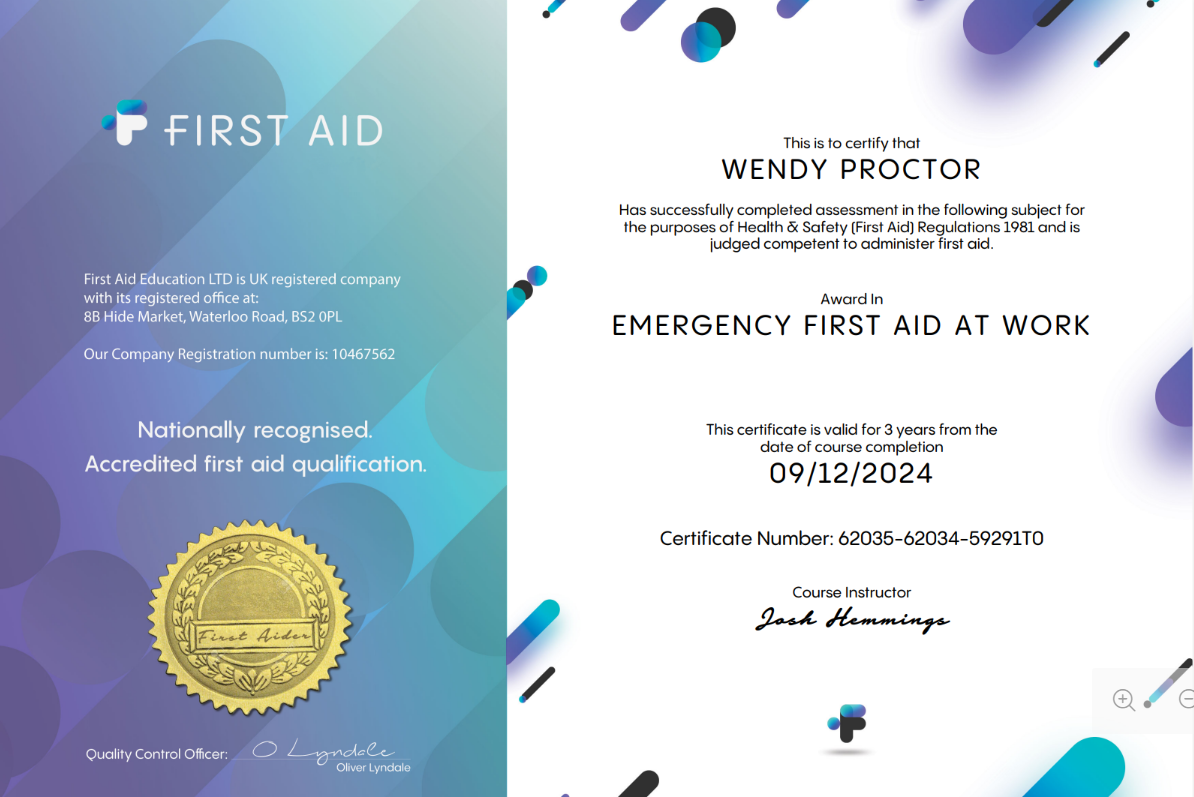 FIRST AID
First Aid Education LTD is UK registered company
with its registered office at:
8B Hide Market, Waterloo Road, BS2 0PL
Our Company Registration number is: 10467562
Nationally recognised.
Accredited first aid qualification.
First Aider
Quality Control Officer: O Lyndale
Oliver Lyndale
This is to certify that
WENDY PROCTOR
Has successfully completed assessment in the following subject for
the purposes of Health & Safety (First Aid) Regulations 1981 and is
judged competent to administer first aid.
Award In
EMERGENCY FIRST AID AT WORK
This certificate is valid for 3 years from the
date of course completion
09/12/2024
Certificate Number: 62035-62034-59291T0
Course Instructor
Josh Hemmings